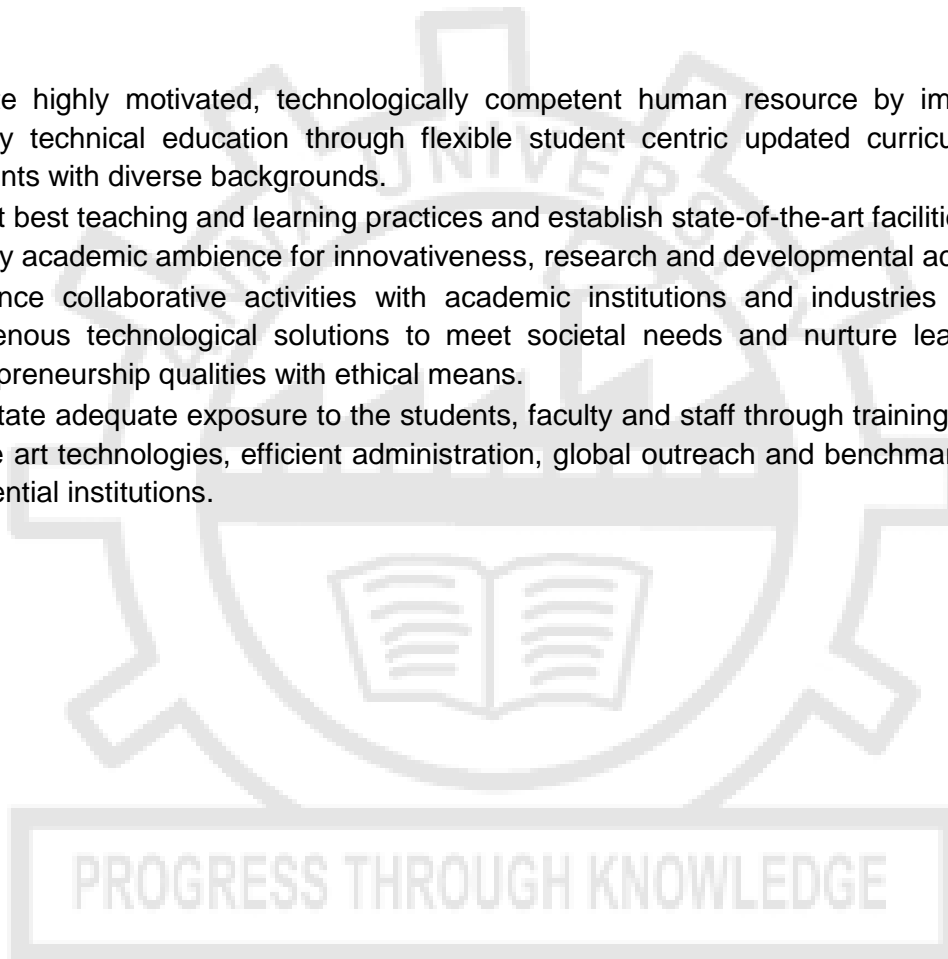 e highly motivated, technologically competent human resource by im
y technical education through flexible student centric updated curricu
nts with diverse backgrounds.
t best teaching and learning practices and establish state-of-the-art faciliti
y academic ambience for innovativeness, research and developmental ac
nce collaborative activities with academic institutions and industries
enous technological solutions to meet societal needs and nurture lea
preneurship qualities with ethical means.
tate adequate exposure to the students, faculty and staff through training
e art technologies, efficient administration, global outreach and benchmar
ential institutions.
UNIVERSITY
PROGRESS THROUGH KNOWLEDGE